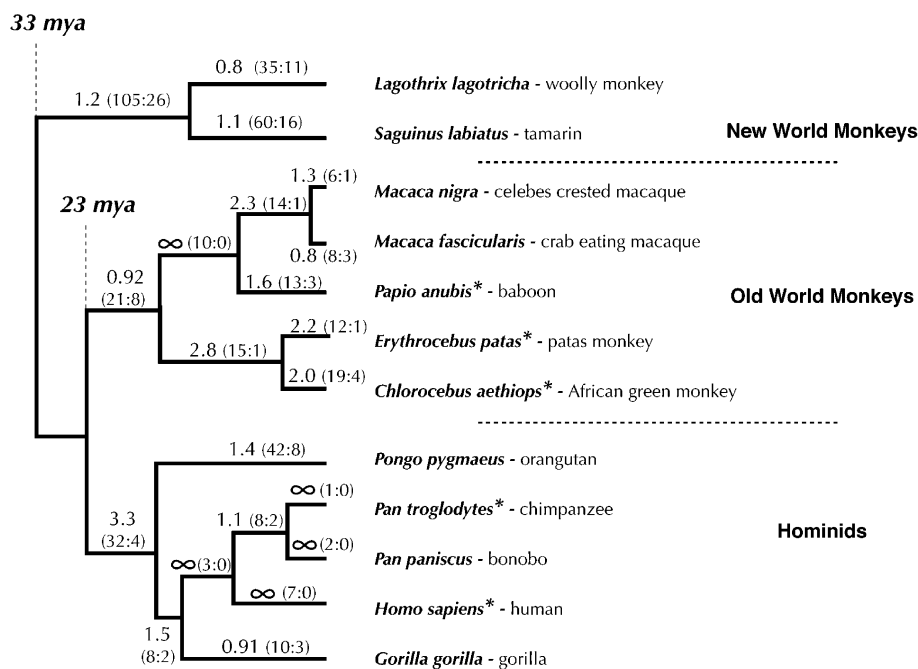 33 mya
0.8 (35:11)
1.2 (105:26)
Lagothrix lagotricha - woolly monkey
1.1 (60:16)
Saguinus labiatus - tamarin
New World Monkeys
1.3 (6:1)
Macaca nigra - celebes crested macaque
23 mya
2.3 (14:1)
∞ (10:0)
Macaca fascicularis - crab eating macaque
0.8 (8:3)
0.92
(21:8)
1.6 (13:3)
Papio anubis* - baboon
Old World Monkeys
2.2 (12:1)
Erythrocebus patas* - patas monkey
2.8 (15:1)
2.0 (19:4)
Chlorocebus aethiops* - African green monkey
1.4 (42:8)
Pongo pygmaeus - orangutan
∞ (1:0)
Pan troglodytes* - chimpanzee
3.3
(32:4)
1.1 (8:2)
Hominids
∞ (2:0)
Pan paniscus - bonobo
∞ (3:0)
∞ (7:0)
Homo sapiens* - human
1.5
(8:2)
0.91 (10:3)
Gorilla gorilla - gorilla